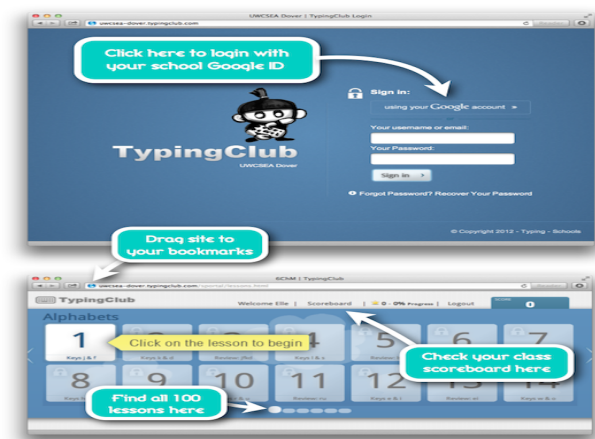 UWCSEA Dover | TypingClub Login
uwcsea-dover.typingclub.com
Click here to login with
your school Google ID
Sign in:
using your Google account »
TypingClub
UWCSEA Dover
Your username or email:
Your Password:
Sign in >
Forgot Password? Recover Your Password
© Copyright 2012 - Typing - Schools
Drag site to
your bookmarks
| TypingClub
uwcsea-dover.typingclub.com/
TypingClub
Welcome Elle | Scoreboard | 0 - 0% Progress | Logout
SCORE
0
Alphabets
1 4 5 6 7
Click on the lesson to begin
Keys j & f
Check your class
scoreboard here
8 9 10 11 12
Find all 100
lessons here